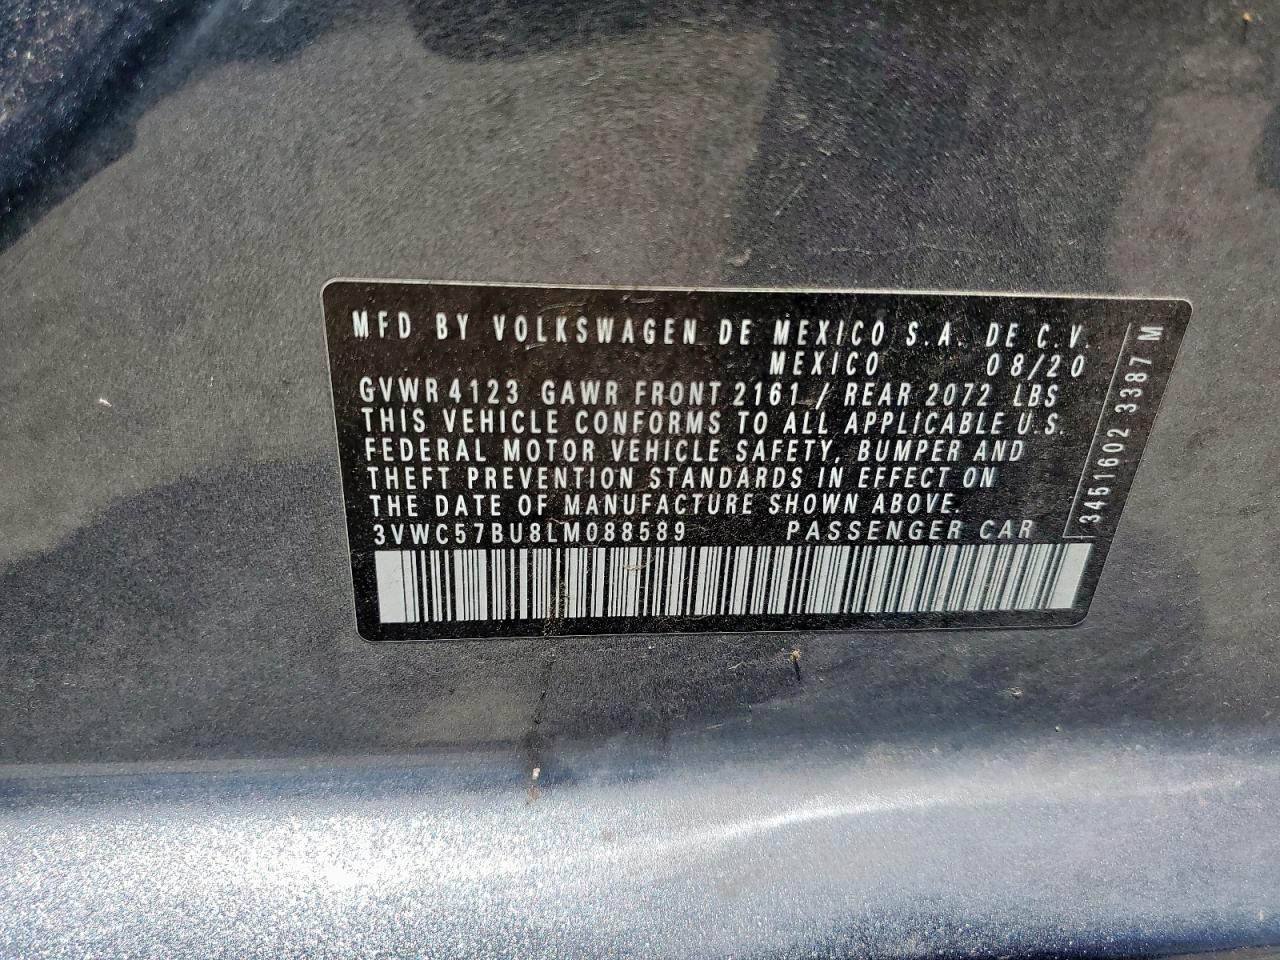 MFD BY VOLKSWAGEN DE MEXICO S.A. DE C.V.
MEXICO 08/20
GVWR 4123 GAWR FRONT 2161 / REAR 2072 LBS
THIS VEHICLE CONFORMS TO ALL APPLICABLE U.S.
FEDERAL MOTOR VEHICLE SAFETY, BUMPER AND
THEFT PREVENTION STANDARDS IN EFFECT ON
THE DATE OF MANUFACTURE SHOWN ABOVE.
3VWC57BU8LM088589 PASSENGER CAR
3451602 3387 M